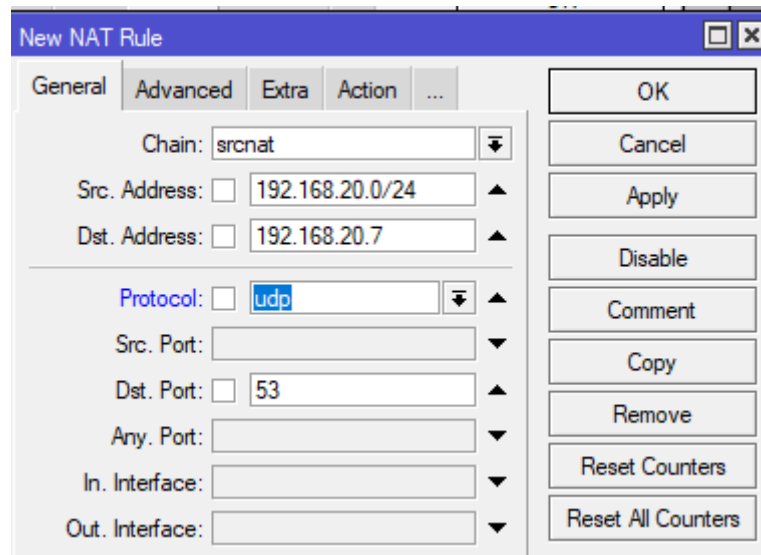 New NAT Rule
General Advanced Extra Action ...
OK
Chain: srcnat
Cancel
Src. Address: 192.168.20.0/24
Apply
Dst. Address: 192.168.20.7
Disable
Protocol: udp
Comment
Src. Port:
Copy
Dst. Port: 53
Remove
Any. Port:
Reset Counters
In. Interface:
Reset All Counters
Out. Interface: